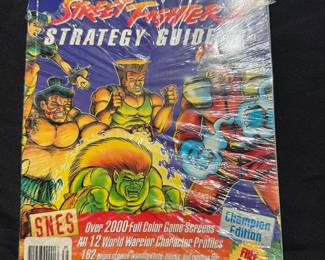 STREET FIGHTER
STRATEGY GUIDE
SNES
Over 2000 Full Color Game Screens
All 12 World Warrior Character Profiles
Champion
Edition
FREE